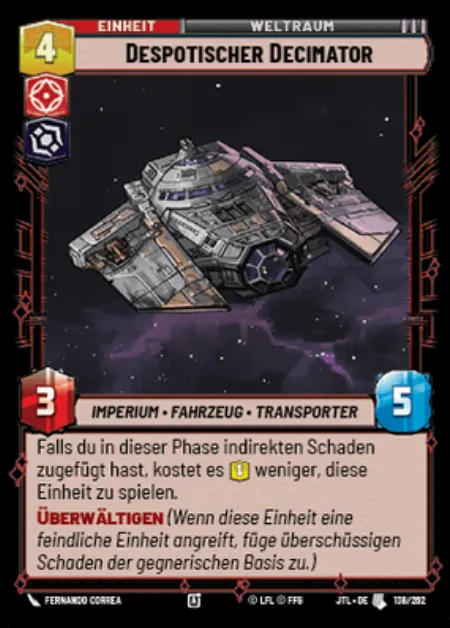 EINHEIT
WELTRAUM
4
DESPOTISCHER DECIMATOR
3
IMPERIUM • FAHRZEUG • TRANSPORTER
5
Falls du in dieser Phase indirekten Schaden
zugefügt hast, kostet es 1 weniger, diese
Einheit zu spielen.
ÜBERWÄLTIGEN (Wenn diese Einheit eine
feindliche Einheit angreift, füge überschüssigen
Schaden der gegnerischen Basis zu.)
FERNANDO CORREA
© LFL © FFG
JTL • DE
138/262